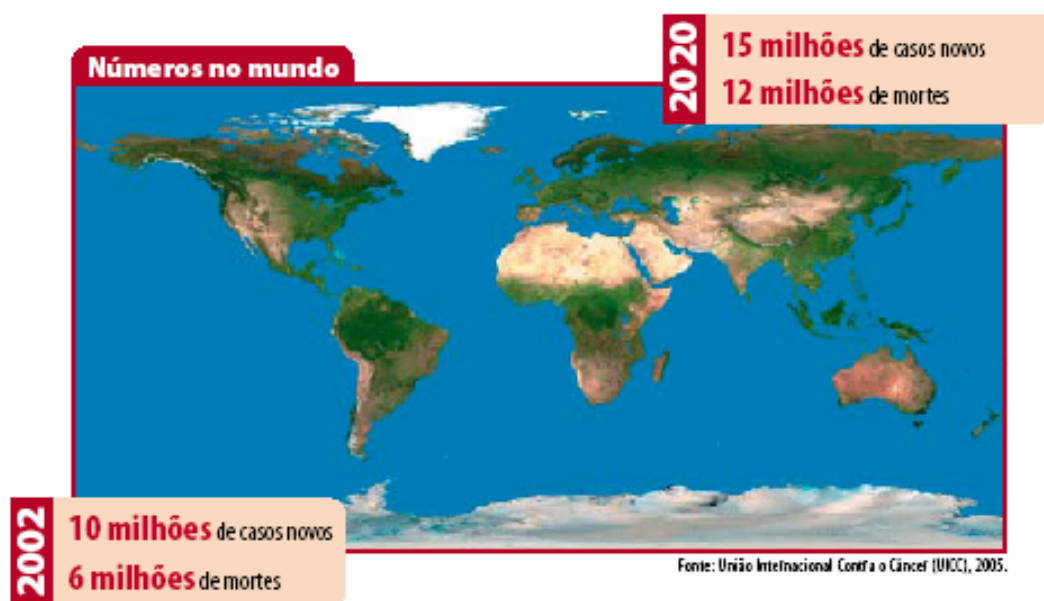 Números no mundo
2020
15 milhões de casos novos
12 milhões de mortes
2002
10 milhões de casos novos
6 milhões de mortes
Fonte: União Internacional Contra o Câncer (UICC), 2005.